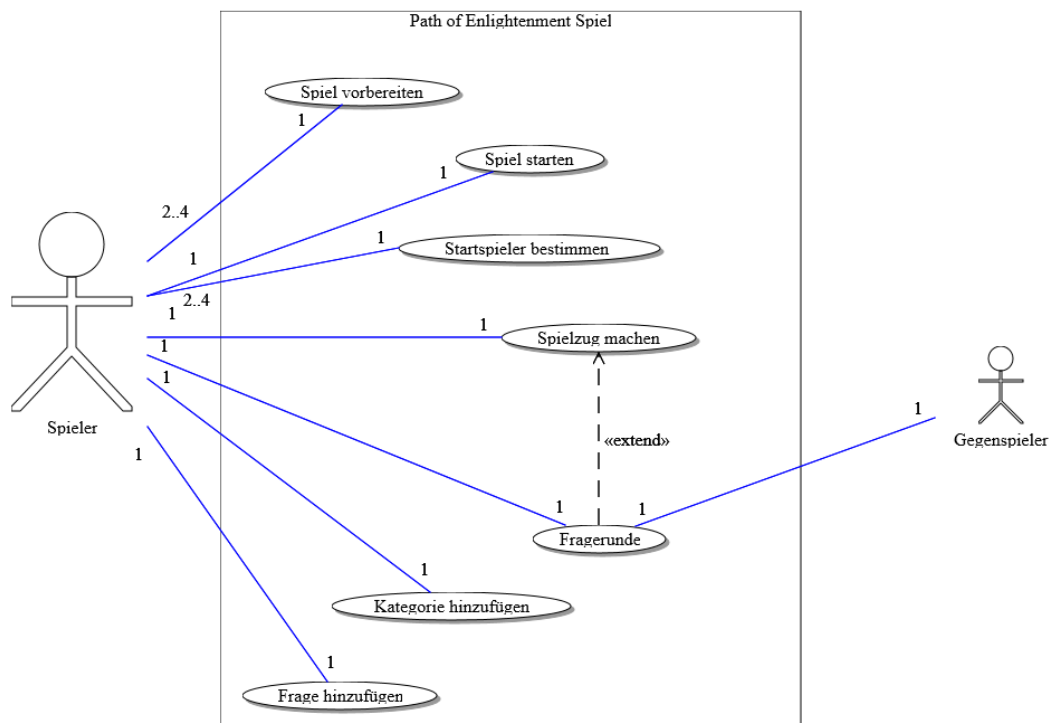 Path of Enlightenment Spiel
Spiel vorbereiten
1
Spiel starten
1
2..4
1
Startspieler bestimmen
1
2..4
1
1
Spielzug machen
1
1
Spieler
1
«extend»
1
Gegenspieler
1
1
Fragerunde
1
Kategorie hinzufügen
1
Frage hinzufügen